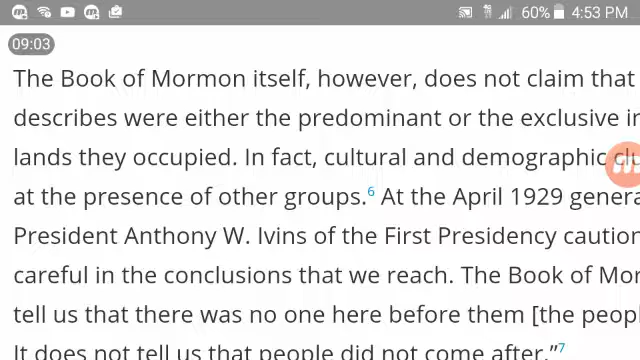 60% 4:53 PM
09:03
The Book of Mormon itself, however, does not claim that
describes were either the predominant or the exclusive in
lands they occupied. In fact, cultural and demographic clu
at the presence of other groups.6 At the April 1929 genera
President Anthony W. Ivins of the First Presidency caution
careful in the conclusions that we reach. The Book of Mor
tell us that there was no one here before them [the peopl
It does not tell us that people did not come after.”7